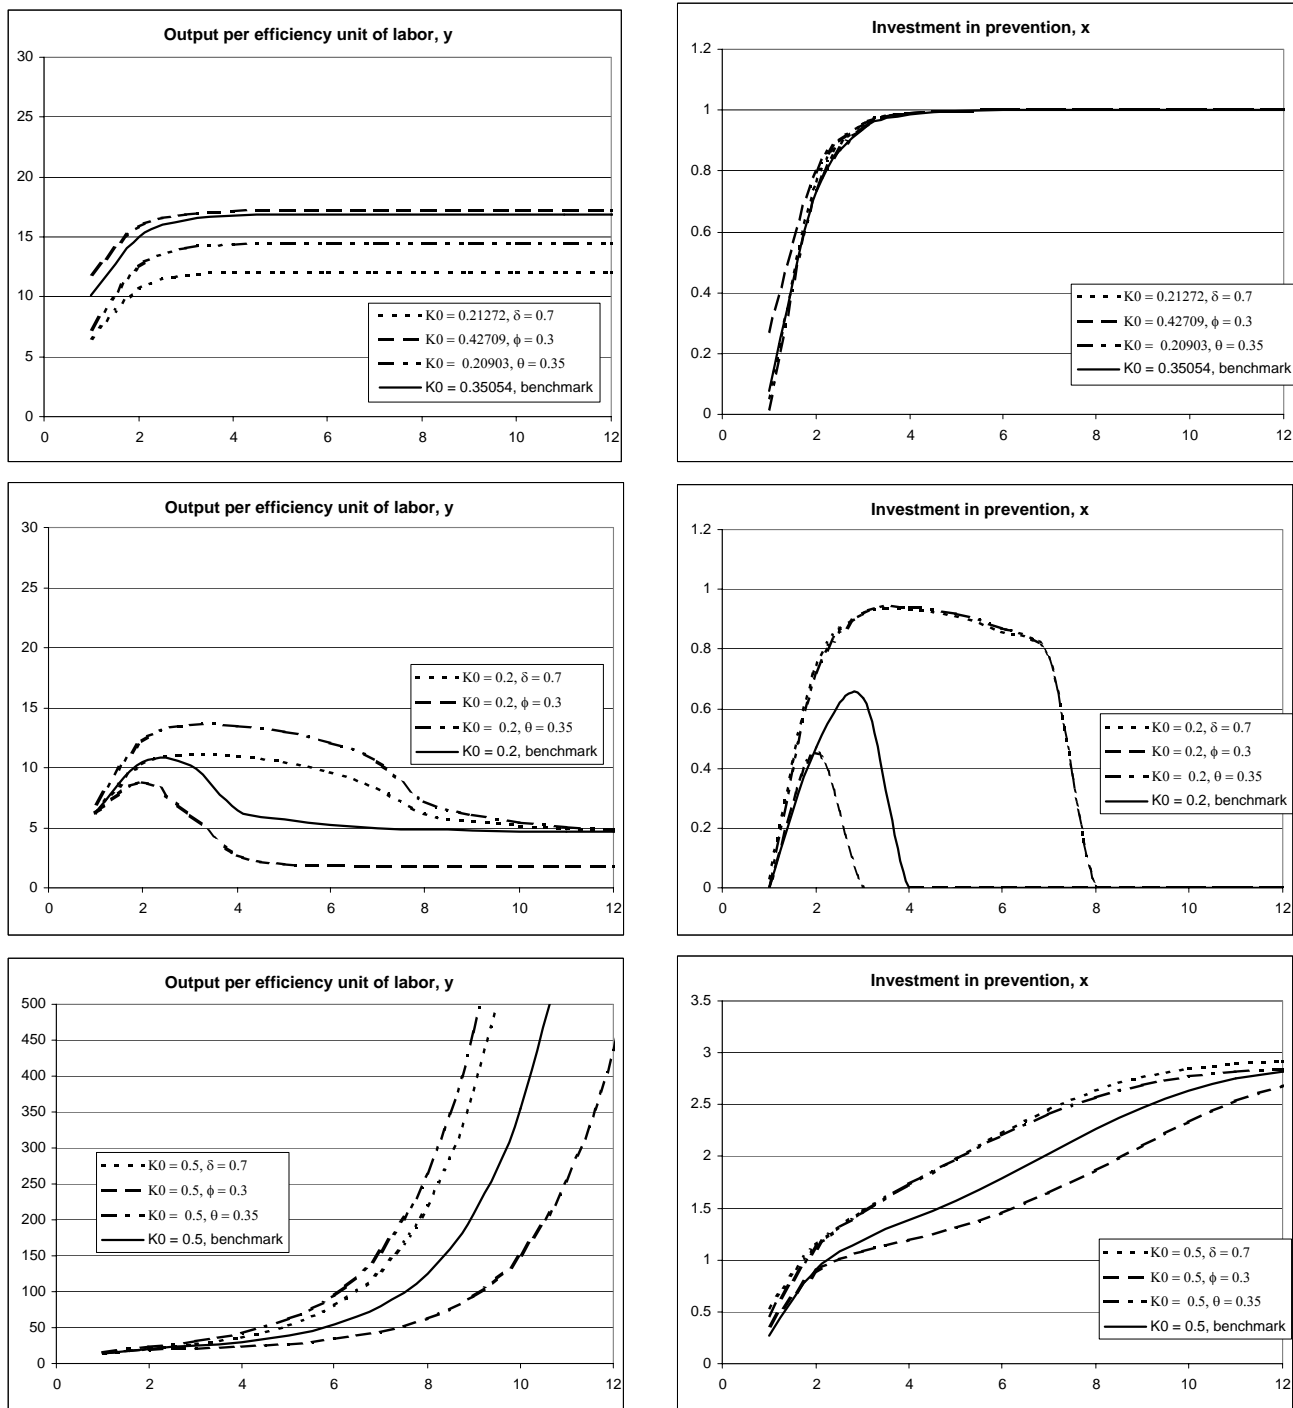 Output per efficiency unit of labor, y
30
25
20
15
10
5
0
0 2 4 6 8 10 12
K0 = 0.21272, δ = 0.7
K0 = 0.42709, ϕ = 0.3
K0 = 0.20903, θ = 0.35
K0 = 0.35054, benchmark
Investment in prevention, x
1.2
1
0.8
0.6
0.4
0.2
0
0 2 4 6 8 10 12
K0 = 0.21272, δ = 0.7
K0 = 0.42709, ϕ = 0.3
K0 = 0.20903, θ = 0.35
K0 = 0.35054, benchmark
Output per efficiency unit of labor, y
30
25
20
15
10
5
0
0 2 4 6 8 10 12
K0 = 0.2, δ = 0.7
K0 = 0.2, ϕ = 0.3
K0 = 0.2, θ = 0.35
K0 = 0.2, benchmark
Investment in prevention, x
1.2
1
0.8
0.6
0.4
0.2
0
0 2 4 6 8 10 12
K0 = 0.2, δ = 0.7
K0 = 0.2, ϕ = 0.3
K0 = 0.2, θ = 0.35
K0 = 0.2, benchmark
Output per efficiency unit of labor, y
500
450
400
350
300
250
200
150
100
50
0
0 2 4 6 8 10 12
K0 = 0.5, δ = 0.7
K0 = 0.5, ϕ = 0.3
K0 = 0.5, θ = 0.35
K0 = 0.5, benchmark
Investment in prevention, x
3.5
3
2.5
2
1.5
1
0.5
0
0 2 4 6 8 10 12
K0 = 0.5, δ = 0.7
K0 = 0.5, ϕ = 0.3
K0 = 0.5, θ = 0.35
K0 = 0.5, benchmark